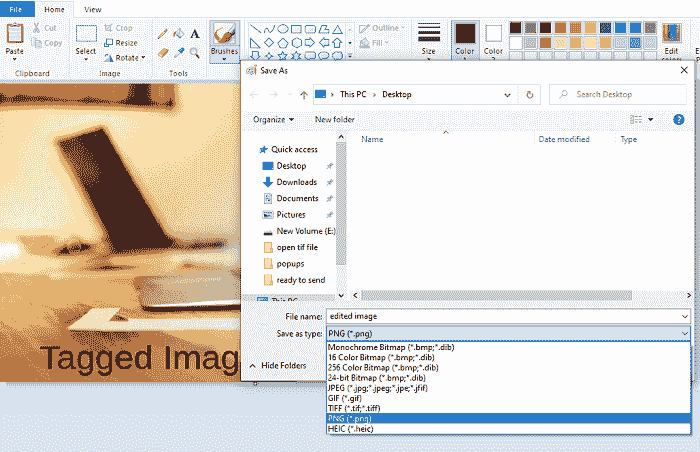 File
Home
View
Paste
Cut
Copy
Clipboard
Select
Crop
Resize
Rotate
Image
Tools
Brushes
Outline
Fill
Size
Color 1
Color 2
Edit
Save As
This PC
Desktop
Search Desktop
Organize
New folder
Name
Date modified
Type
Quick access
Desktop
Downloads
Documents
Pictures
New Volume (E:)
open tif file
popups
ready to send
This PC
File name: edited image
Save as type: PNG (*.png)
Hide Folders
Monochrome Bitmap (*.bmp;*.dib)
16 Color Bitmap (*.bmp;*.dib)
256 Color Bitmap (*.bmp;*.dib)
24-bit Bitmap (*.bmp;*.dib)
JPEG (*.jpg;*.jpeg;*.jpe;*.jfif)
GIF (*.gif)
TIFF (*.tif;*.tiff)
PNG (*.png)
HEIC (*.heic)
Tagged Imag